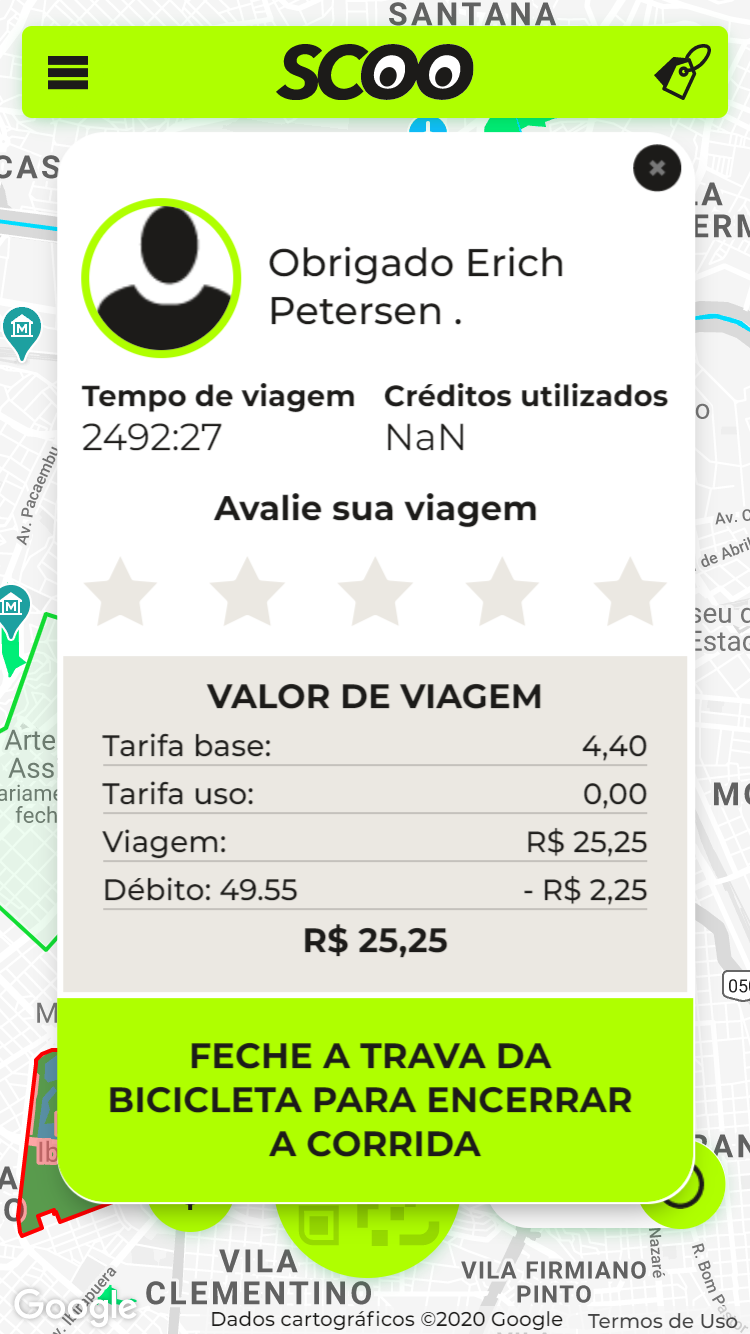 SANTANA
SCOO
CAS
LA
ERM
Obrigado Erich
Petersen .
Tempo de viagem
Créditos utilizados
2492:27
NaN
Av. Pacaembu
Avalie sua viagem
Av. C
de Abril
M
M
seu d
Estad
VALOR DE VIAGEM
Tarifa base:
4,40
Arte
Ass
ariame
fech
Tarifa uso:
0,00
MO
Viagem:
R$ 25,25
Débito: 49.55
- R$ 2,25
R$ 25,25
050
M
FECHE A TRAVA DA
BICICLETA PARA ENCERRAR
A CORRIDA
Ib
RAN
A
O
Nazaré
R. Bom Pastor
VILA
CLEMENTINO
VILA FIRMIANO
PINTO
Google
Dados cartográficos ©2020 Google
Termos de Uso